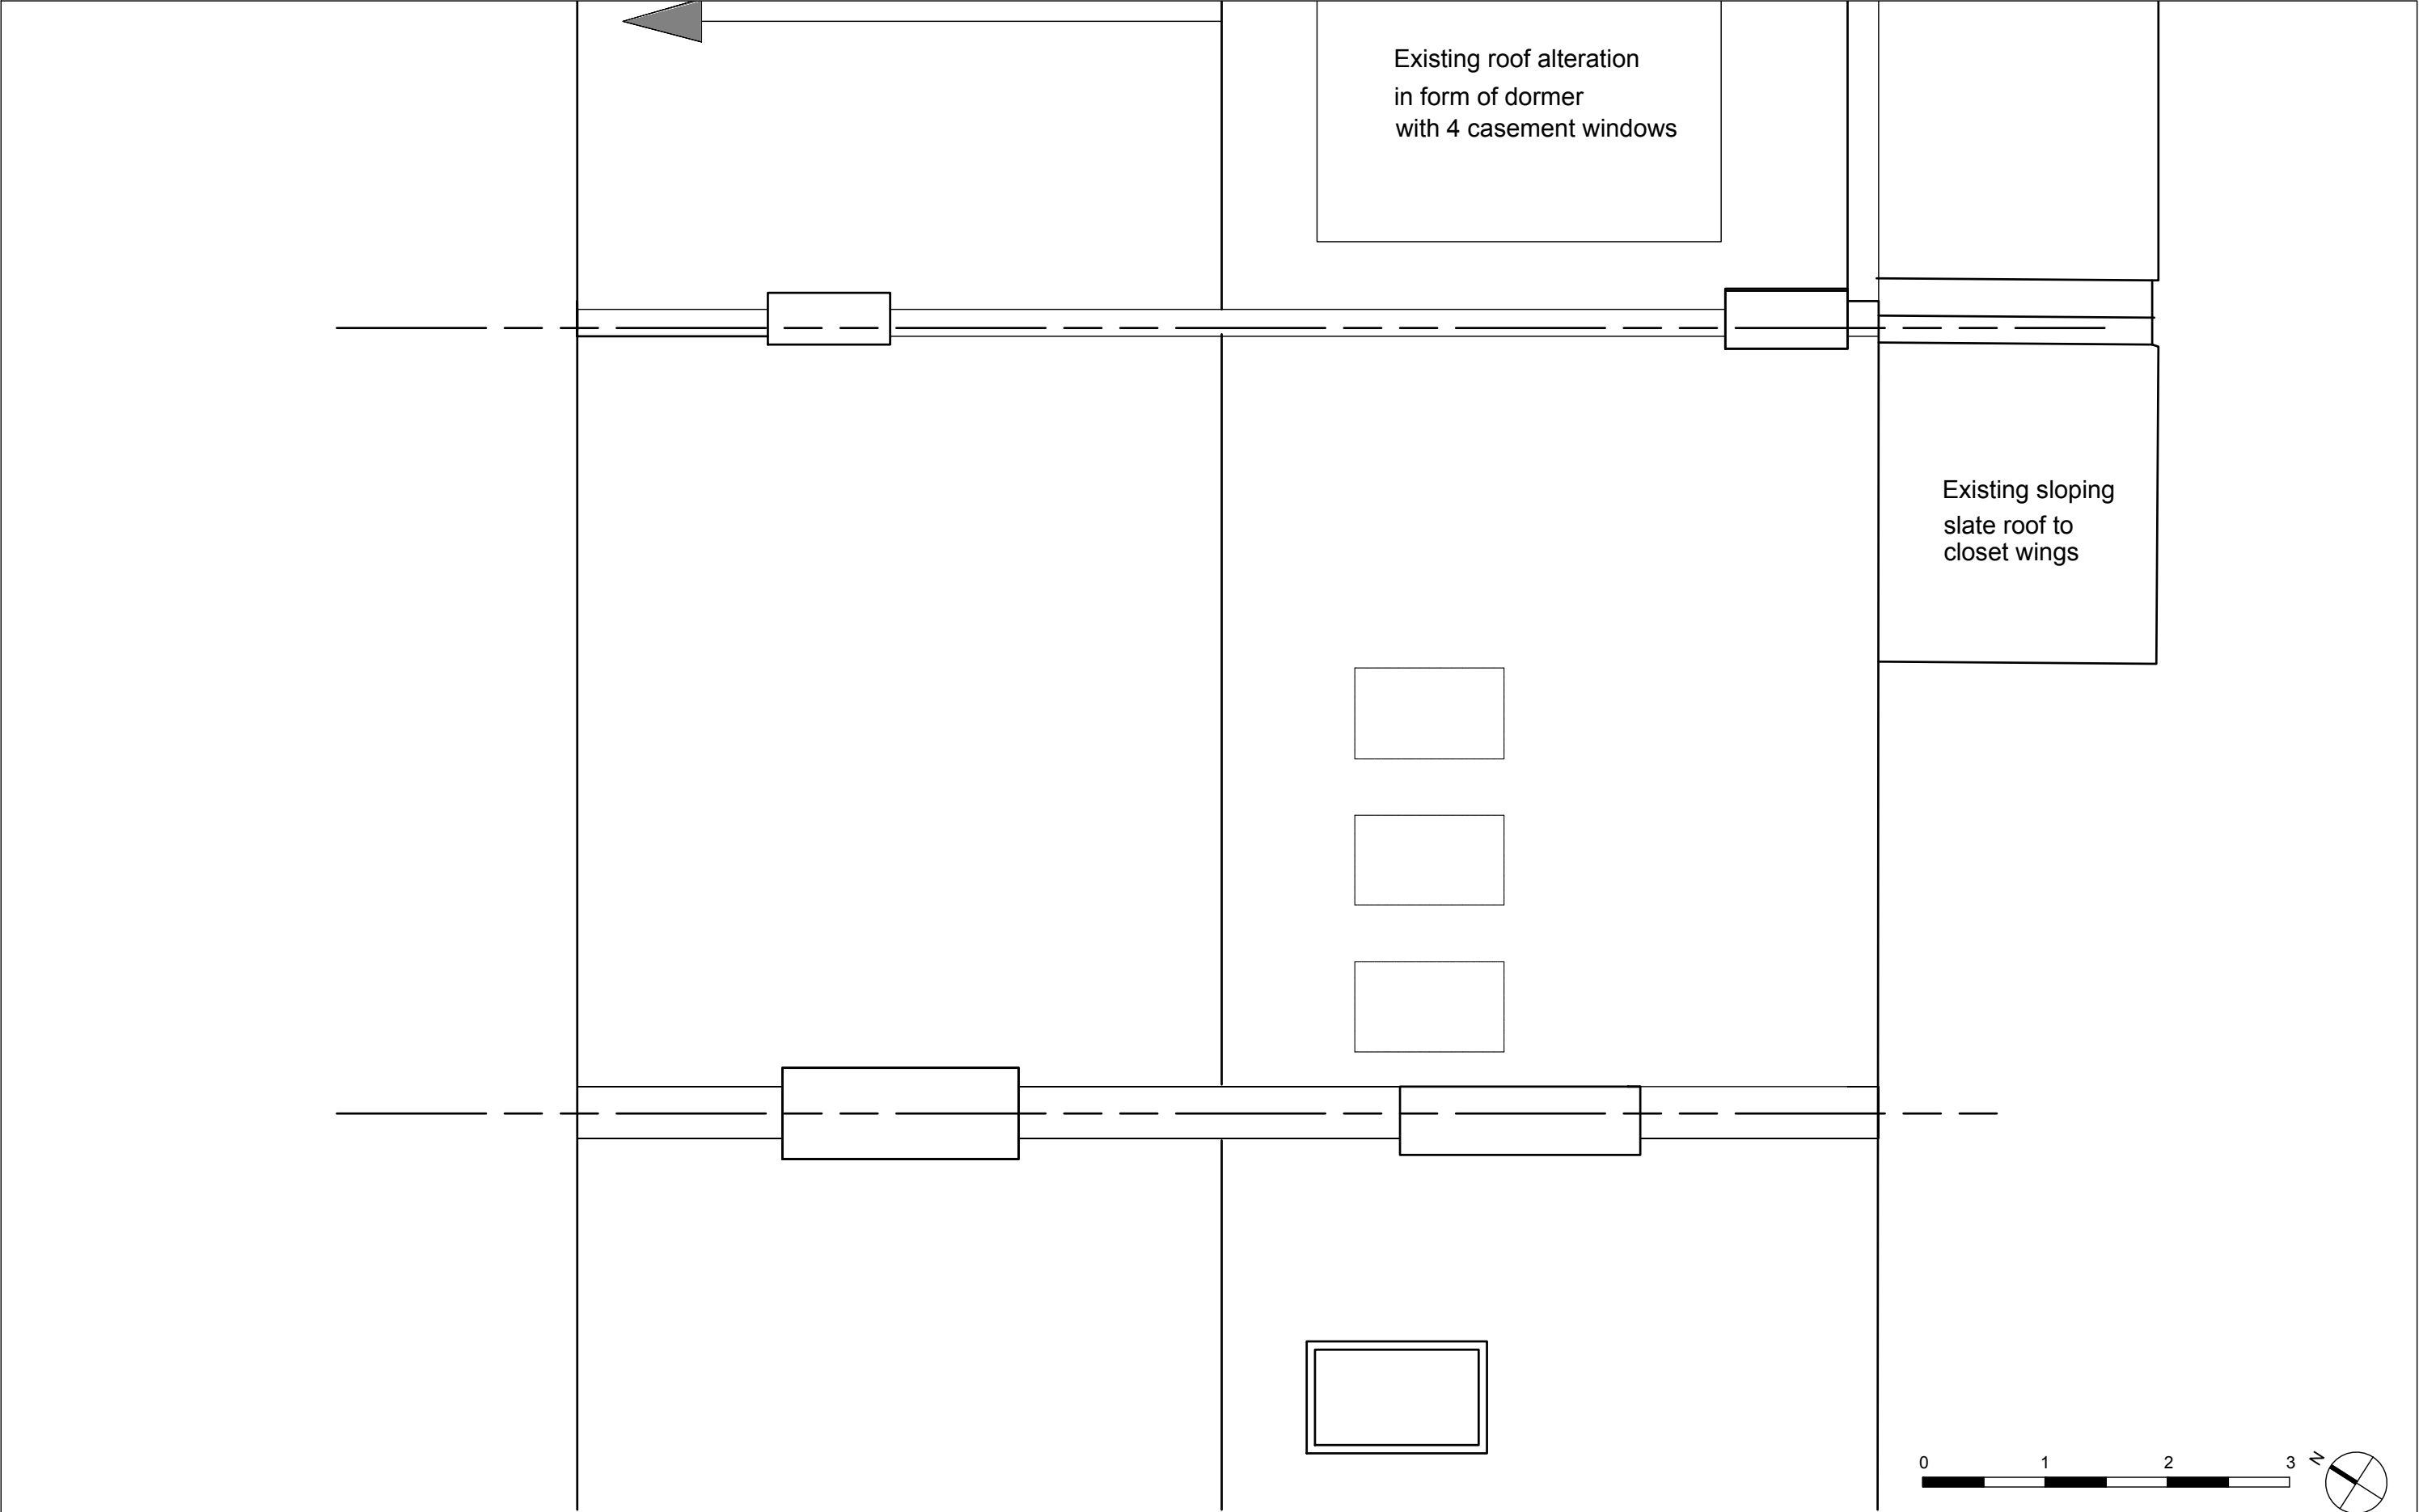 Existing roof alteration
in form of dormer
with 4 casement windows
Existing sloping
slate roof to
closet wings
0 1 2 3
N